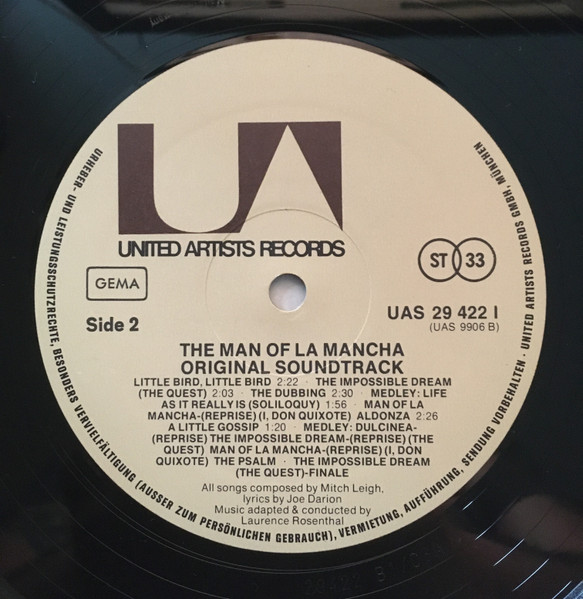 UA
UNITED ARTISTS RECORDS
GEMA
ST 33
Side 2
UAS 29 422 I
(UAS 9906 B)
THE MAN OF LA MANCHA
ORIGINAL SOUNDTRACK
LITTLE BIRD, LITTLE BIRD 2:22 · THE IMPOSSIBLE DREAM
(THE QUEST) 2:03 · THE DUBBING 2:30 · MEDLEY: LIFE
AS IT REALLY IS (SOLILOQUY) 1:56 · MAN OF LA
MANCHA-(REPRISE) (I, DON QUIXOTE) ALDONZA 2:26
A LITTLE GOSSIP 1:20 · MEDLEY: DULCINEA-
(REPRISE) THE IMPOSSIBLE DREAM-(REPRISE) (THE
QUEST) MAN OF LA MANCHA-(REPRISE) (I, DON
QUIXOTE) THE PSALM · THE IMPOSSIBLE DREAM
(THE QUEST)-FINALE
All songs composed by Mitch Leigh,
lyrics by Joe Darion
Music adapted & conducted by
Laurence Rosenthal
URHEBER- UND LEISTUNGSSCHUTZRECHTE, BESONDERS VERVIELFÄLTIGUNG (AUSSER ZUM PERSÖNLICHEN GEBRAUCH), VERMIETUNG, AUFFÜHRUNG, SENDUNG VORBEHALTEN · UNITED ARTISTS RECORDS GMBH, MÜNCHEN